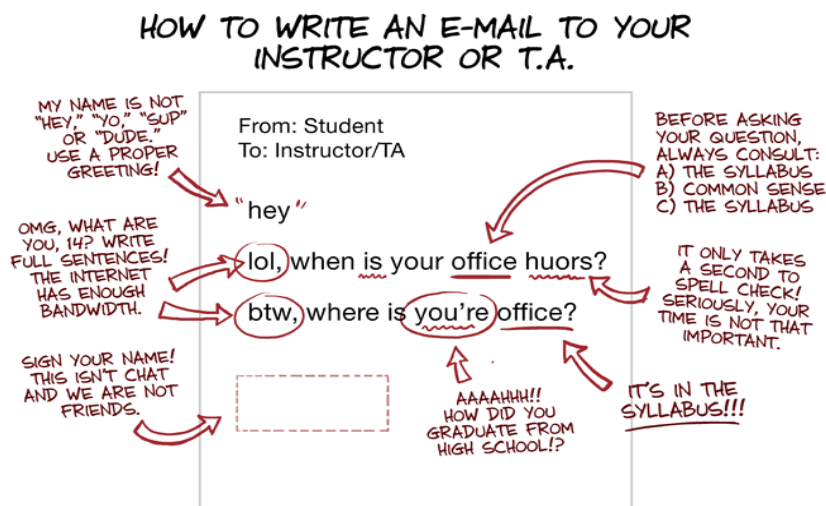 HOW TO WRITE AN E-MAIL TO YOUR
INSTRUCTOR OR T.A.
MY NAME IS NOT
"HEY," "YO," "SUP"
OR "DUDE."
USE A PROPER
GREETING!
From: Student
To: Instructor/TA
BEFORE ASKING
YOUR QUESTION,
ALWAYS CONSULT:
A) THE SYLLABUS
B) COMMON SENSE
C) THE SYLLABUS
"hey"
OMG, WHAT ARE
YOU, 14? WRITE
FULL SENTENCES!
THE INTERNET
HAS ENOUGH
BANDWIDTH.
lol, when is your office huors?
btw, where is you're office?
IT ONLY TAKES
A SECOND TO
SPELL CHECK!
SERIOUSLY, YOUR
TIME IS NOT THAT
IMPORTANT.
SIGN YOUR NAME!
THIS ISN'T CHAT
AND WE ARE NOT
FRIENDS.
AAAAHHH!!
HOW DID YOU
GRADUATE FROM
HIGH SCHOOL!?
IT'S IN THE
SYLLABUS!!!